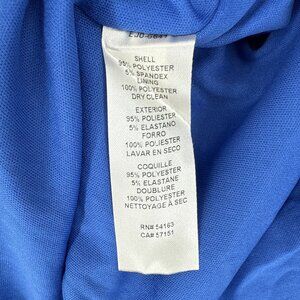 SHELL
95% POLYESTER
5% SPANDEX
LINING
100% POLYESTER
DRY CLEAN
EXTERIOR
95% POLIESTER
5% ELASTANO
FORRO
100% POLIESTER
LAVAR EN SECO
COQUILLE
95% POLYESTER
5% ELASTANE
DOUBLURE
100% POLYESTER
NETTOYAGE À SEC
RN# 54163
CA# 57151